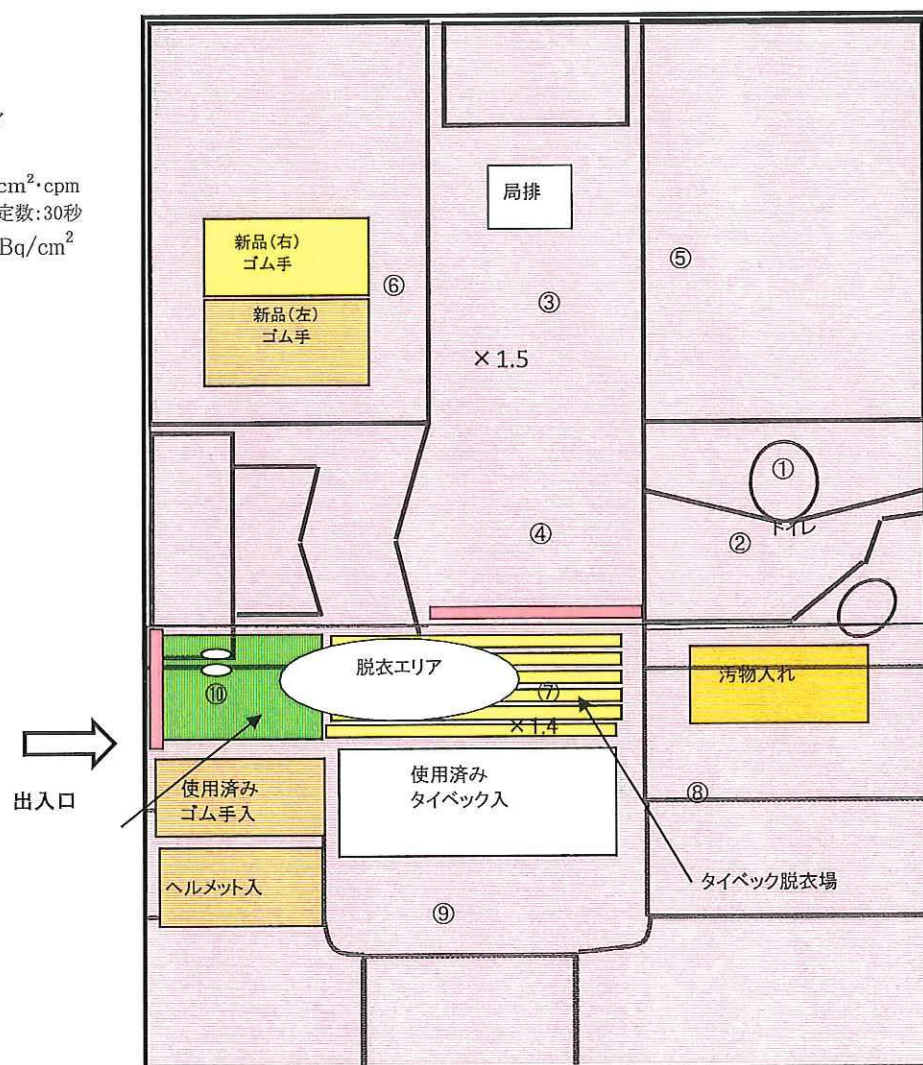 cm²・cpm
定数:30秒
Bq/cm²
局排
新品(右)
ゴム手
⑥
⑤
③
新品(左)
ゴム手
×1.5
①
トイレ
④
②
脱衣エリア
⑩
⑦
汚物入れ
×1.4
出入口
使用済み
ゴム手入
使用済み
タイベック入
⑧
ヘルメット入
タイベック脱衣場
⑨